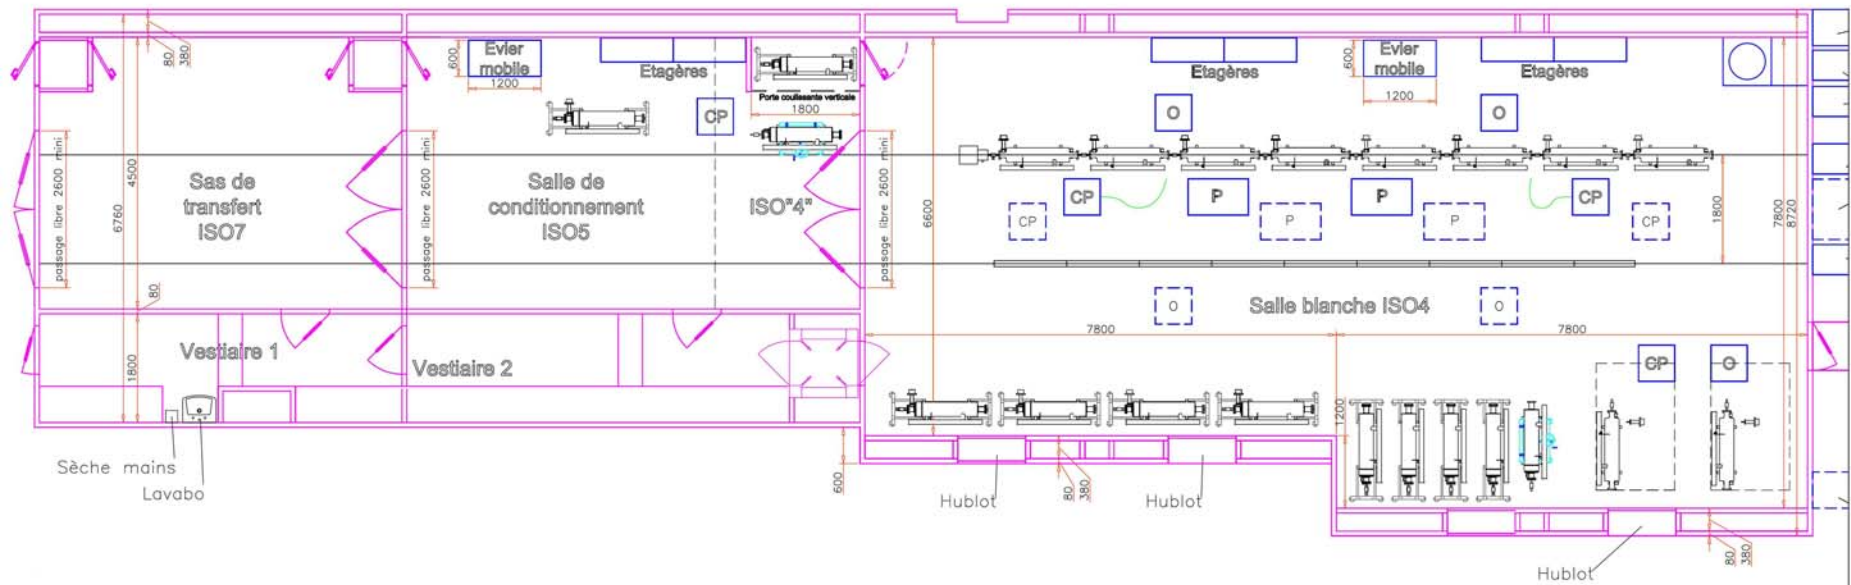 80
380
Evier
mobile
600
1200
Etagères
Porte coulissante verticale
1800
CP
Etagères
Evier
mobile
600
1200
Etagères
O
O
passage libre 2600 mini
4500
6760
Sas de
transfert
ISO7
passage libre 2600 mini
Salle de
conditionnement
ISO5
ISO"4"
passage libre 2600 mini
6600
CP
P
P
CP
CP
P
P
CP
1800
7800
8720
80
O
Salle blanche ISO4
O
7800
7800
Vestiaire 1
Vestiaire 2
1800
CP
O
1200
Sèche mains
Lavabo
600
Hublot
80
380
Hublot
Hublot
80
380